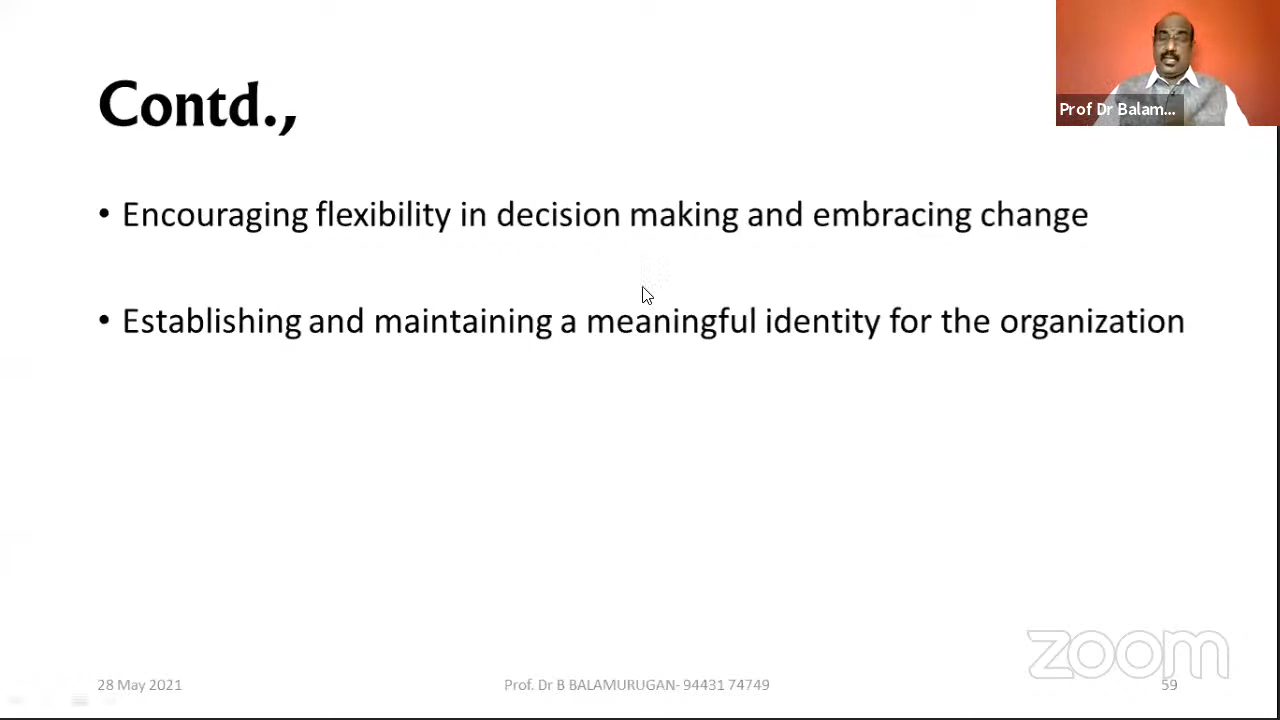 Contd.,
Prof Dr Balam...
• Encouraging flexibility in decision making and embracing change
• Establishing and maintaining a meaningful identity for the organization
zoom
28 May 2021
Prof. Dr B BALAMURUGAN- 94431 74749
59